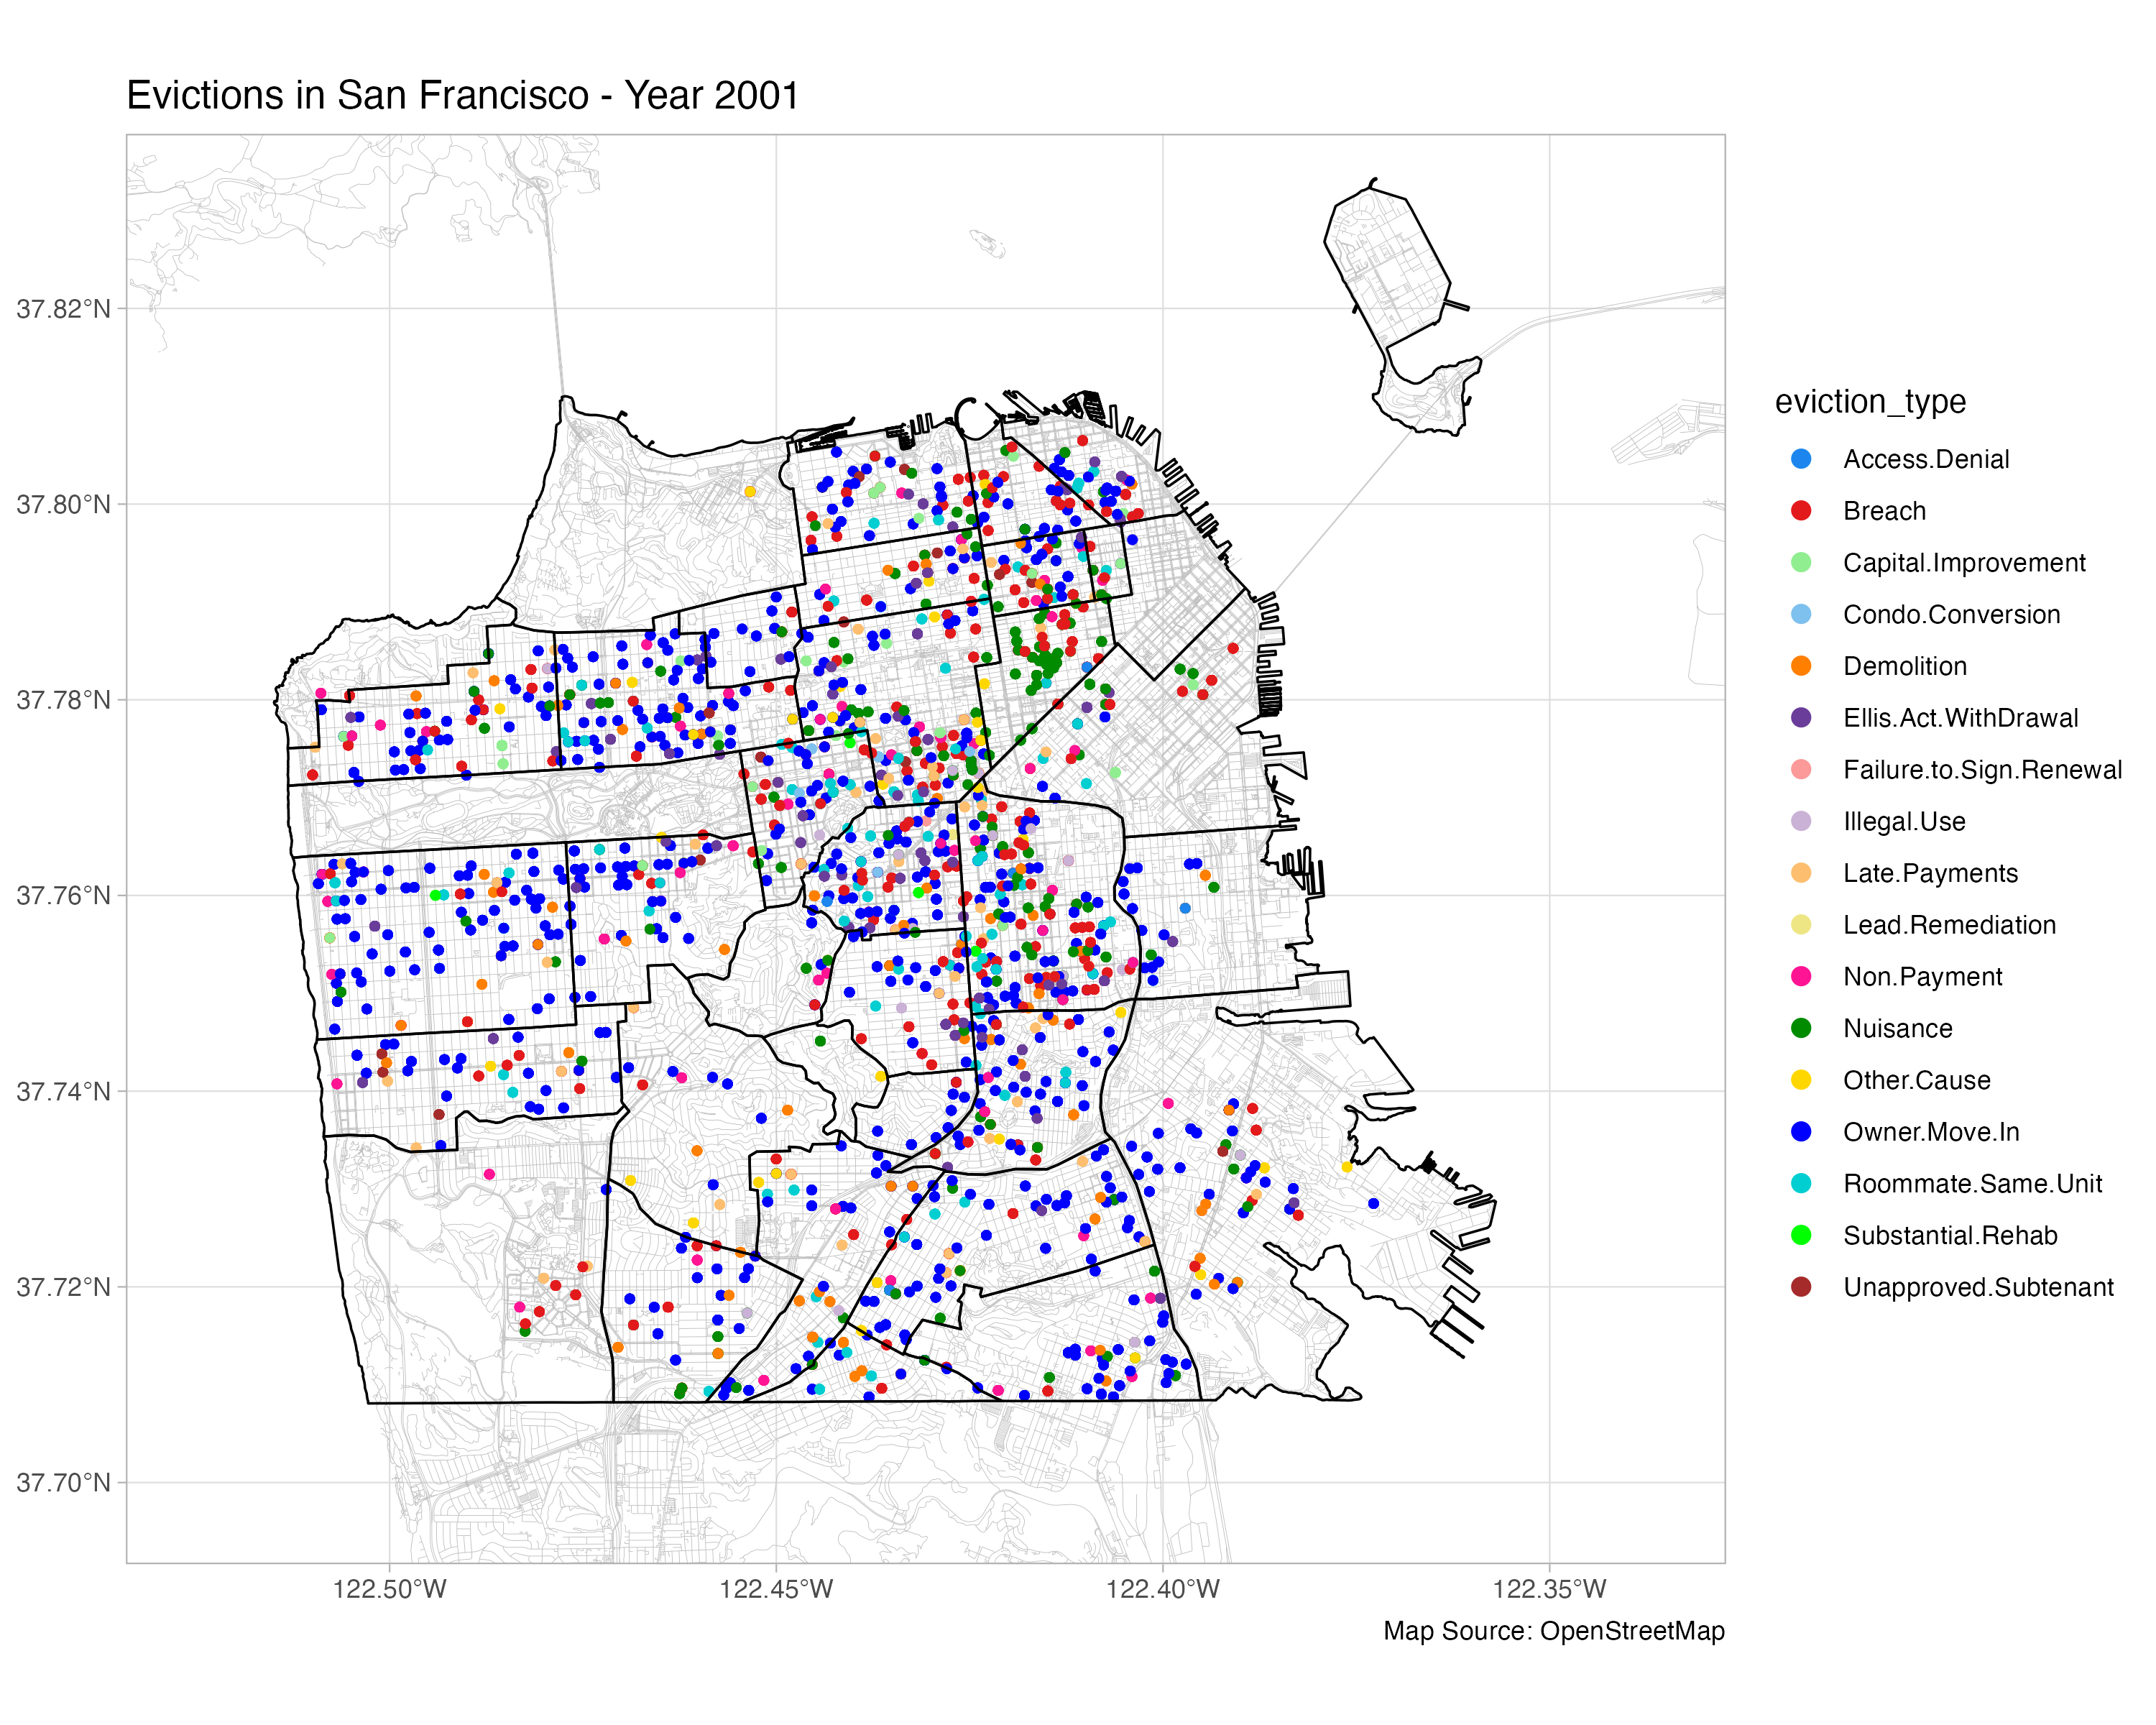 Evictions in San Francisco - Year 2001
37.82°N
37.80°N
37.78°N
37.76°N
37.74°N
37.72°N
37.70°N
122.50°W
122.45°W
122.40°W
122.35°W
Map Source: OpenStreetMap
eviction_type
Access.Denial
Breach
Capital.Improvement
Condo.Conversion
Demolition
Ellis.Act.WithDrawal
Failure.to.Sign.Renewal
Illegal.Use
Late.Payments
Lead.Remediation
Non.Payment
Nuisance
Other.Cause
Owner.Move.In
Roommate.Same.Unit
Substantial.Rehab
Unapproved.Subtenant